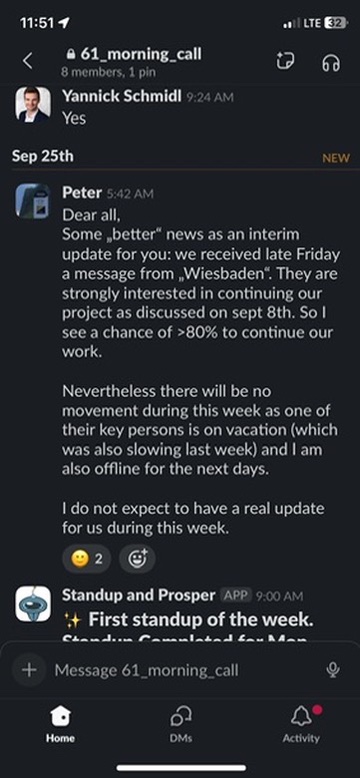 11:51
LTE 32
61_morning_call
8 members, 1 pin
Yannick Schmidl 9:24 AM
Yes
Sep 25th NEW
Peter 5:42 AM
Dear all,
Some „better“ news as an interim
update for you: we received late Friday
a message from „Wiesbaden“. They are
strongly interested in continuing our
project as discussed on sept 8th. So I
see a chance of >80% to continue our
work.
Nevertheless there will be no
movement during this week as one of
their key persons is on vacation (which
was also slowing last week) and I am
also offline for the next days.
I do not expect to have a real update
for us during this week.
2
Standup and Prosper APP 9:00 AM
✨ First standup of the week.
Standup Completed for Mon
Message 61_morning_call
Home DMs Activity